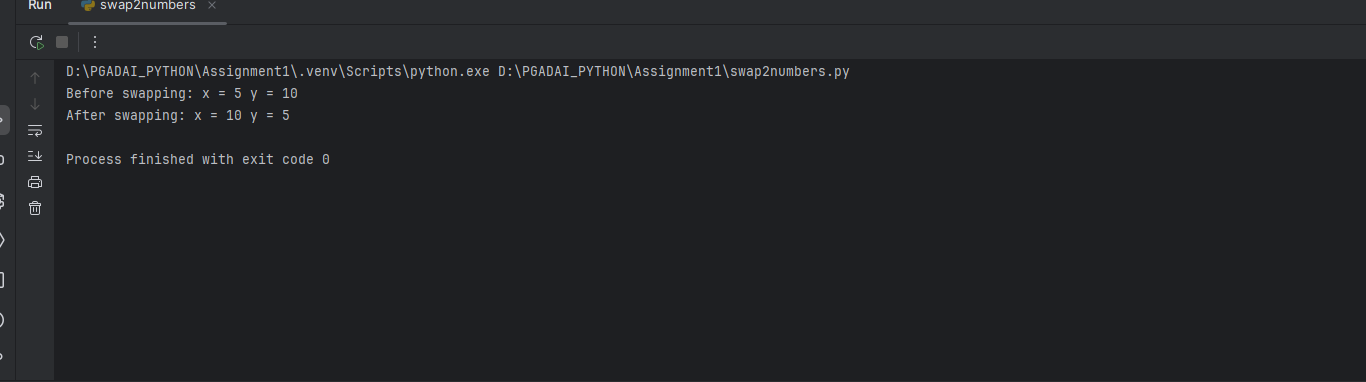 Run
swap2numbers
D:\PGADAI_PYTHON\Assignment1\.venv\Scripts\python.exe D:\PGADAI_PYTHON\Assignment1\swap2numbers.py
Before swapping: x = 5 y = 10
After swapping: x = 10 y = 5
Process finished with exit code 0